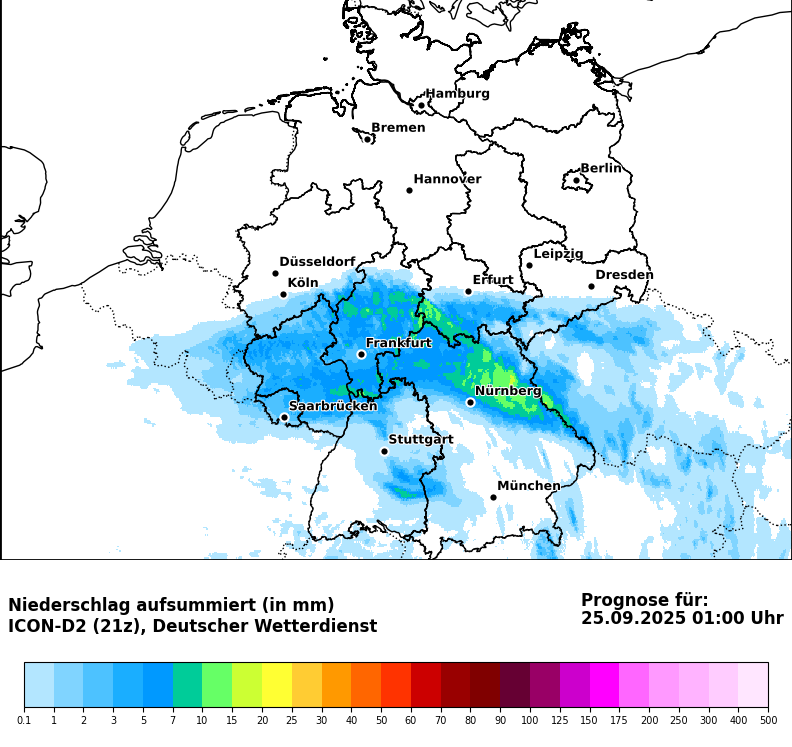 Hamburg
Bremen
Berlin
Hannover
Leipzig
Düsseldorf
Dresden
Köln
Erfurt
Frankfurt
Nürnberg
Saarbrücken
Stuttgart
München
Niederschlag aufsummiert (in mm)
ICON-D2 (21z), Deutscher Wetterdienst
Prognose für:
25.09.2025 01:00 Uhr
0.1 1 2 3 5 7 10 15 20 25 30 40 50 60 70 80 90 100 125 150 175 200 250 300 400 500